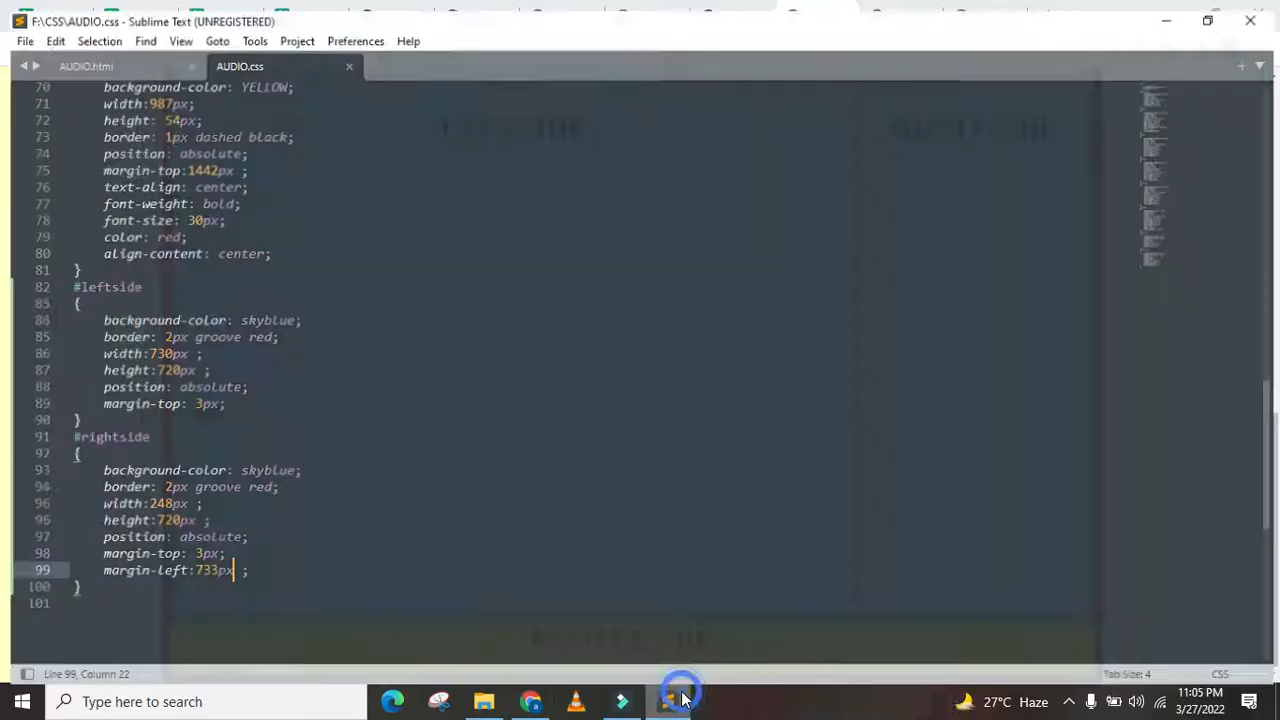 F:\CSS\AUDIO.css - Sublime Text (UNREGISTERED)
File Edit Selection Find View Goto Tools Project Preferences Help
AUDIO.html AUDIO.css
70 background-color: YELLOW;
71 width:987px;
72 height: 54px;
73 border: 1px dashed black;
74 position: absolute;
75 margin-top:1442px ;
76 text-align: center;
77 font-weight: bold;
78 font-size: 30px;
79 color: red;
80 align-content: center;
81 }
82 #leftside
83 {
84 background-color: skyblue;
85 border: 2px groove red;
86 width:730px ;
87 height:720px ;
88 position: absolute;
89 margin-top: 3px;
90 }
91 #rightside
92 {
93 background-color: skyblue;
94 border: 2px groove red;
95 width:248px ;
96 height:720px ;
97 position: absolute;
98 margin-top: 3px;
99 margin-left:733px ;
100 }
101
Line 99, Column 22 Tab Size: 4 CSS
Type here to search 27°C Haze 11:05 PM
3/27/2022